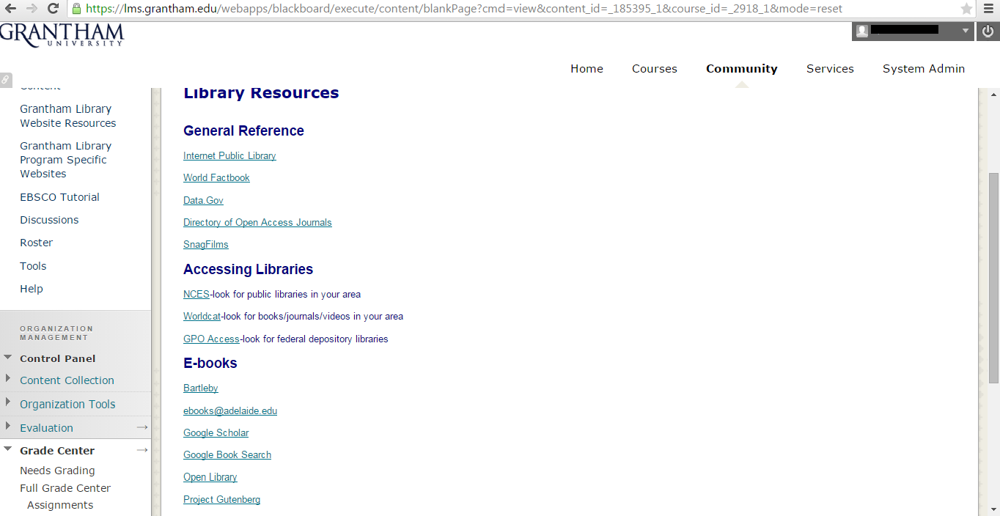 https://lms.grantham.edu/webapps/blackboard/execute/content/blankPage?cmd=view&content_id=_185395_1&course_id=_2918_1&mode=reset
GRANTHAM
UNIVERSITY
Home Courses Community Services System Admin
Content
Grantham Library
Website Resources
Grantham Library
Program Specific
Websites
EBSCO Tutorial
Discussions
Roster
Tools
Help
ORGANIZATION
MANAGEMENT
Control Panel
Content Collection
Organization Tools
Evaluation
Grade Center
Needs Grading
Full Grade Center
Assignments
Library Resources
General Reference
Internet Public Library
World Factbook
Data.Gov
Directory of Open Access Journals
SnagFilms
Accessing Libraries
NCES-look for public libraries in your area
Worldcat-look for books/journals/videos in your area
GPO Access-look for federal depository libraries
E-books
Bartleby
ebooks@adelaide.edu
Google Scholar
Google Book Search
Open Library
Project Gutenberg